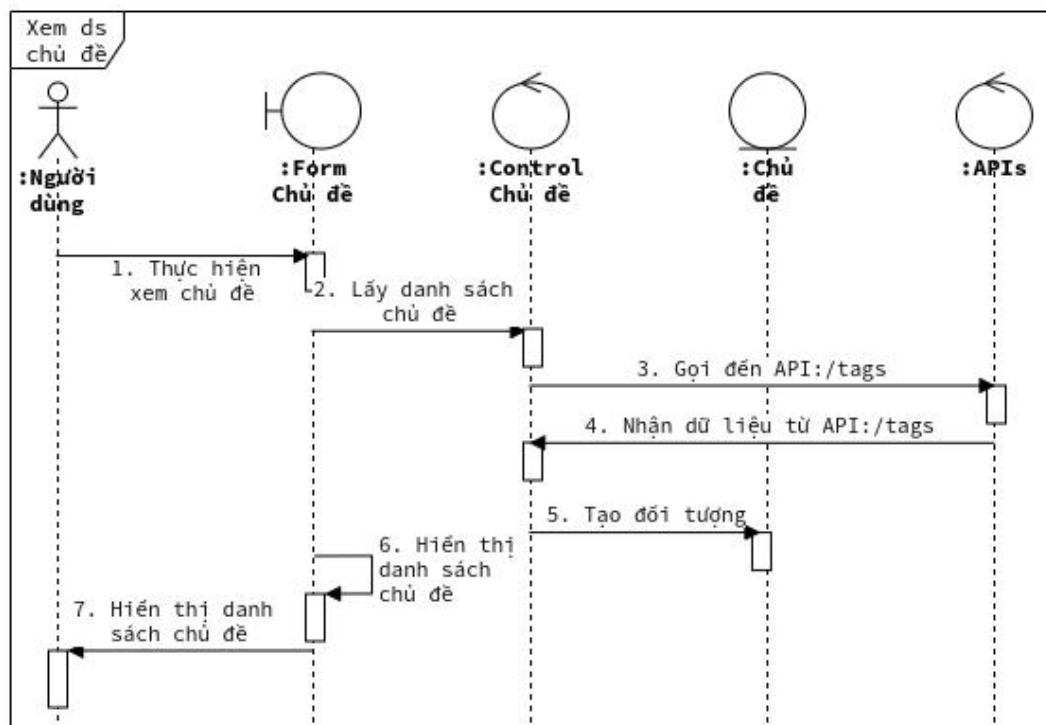 Xem ds
chủ đề
:Người
dùng
:Form
Chủ đề
:Control
Chủ đề
:Chủ
đề
:APIs
1. Thực hiện
xem chủ đề
2. Lấy danh sách
chủ đề
3. Gọi đến API:/tags
4. Nhận dữ liệu từ API:/tags
5. Tạo đối tượng
6. Hiển thị
danh sách
chủ đề
7. Hiển thị danh
sách chủ đề